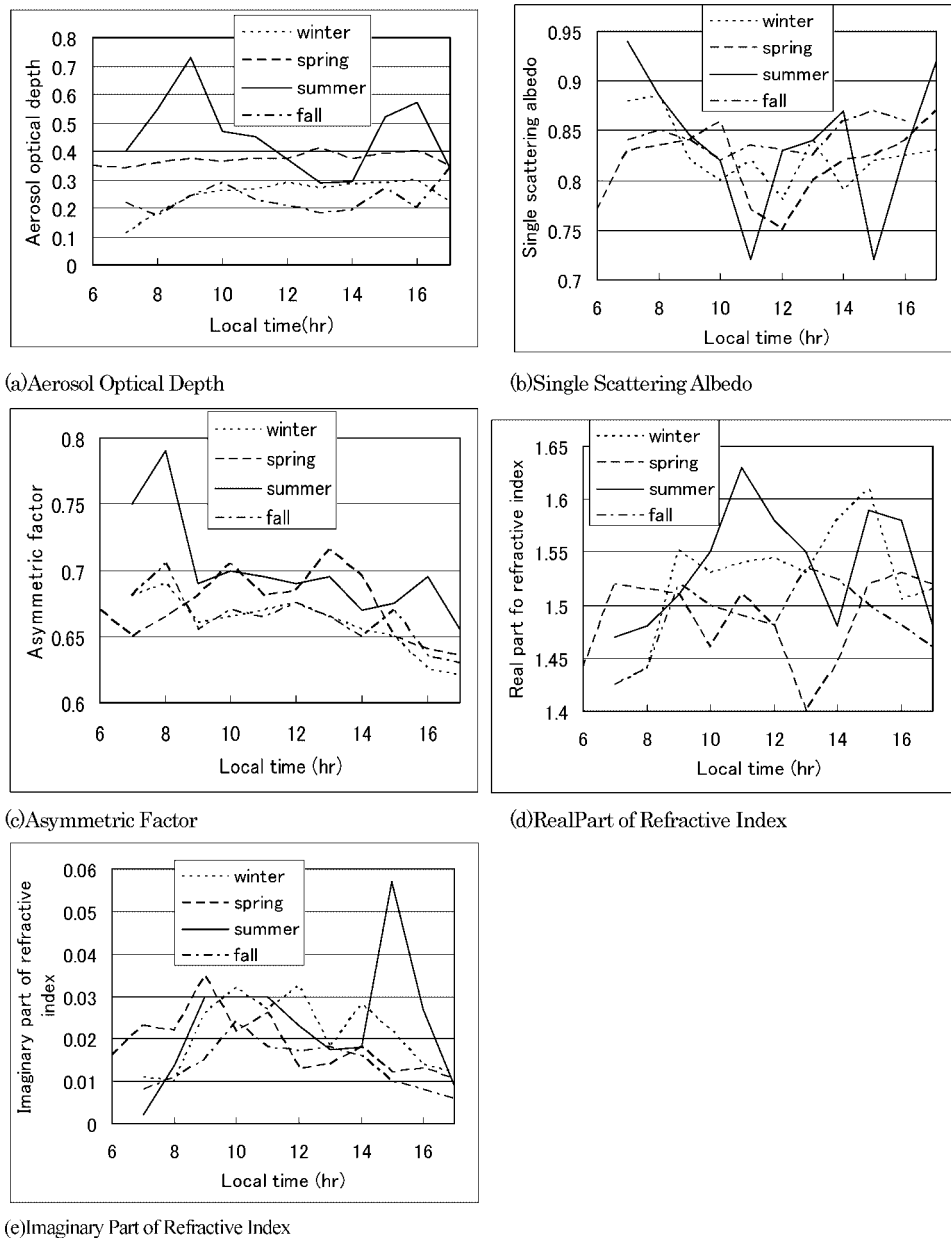 0.8
0.7
0.6
0.5
0.4
0.3
0.2
0.1
0
Aerosol optical depth
winter
spring
summer
fall
6 8 10 12 14 16
Local time(hr)
(a)Aerosol Optical Depth
0.95
0.9
0.85
0.8
0.75
0.7
Single scattering albedo
winter
spring
summer
fall
6 8 10 12 14 16
Local time (hr)
(b)Single Scattering Albedo
0.8
0.75
0.7
0.65
0.6
Asymmetric factor
winter
spring
summer
fall
6 8 10 12 14 16
Local time (hr)
(c)Asymmetric Factor
1.65
1.6
1.55
1.5
1.45
1.4
Real part fo refractive index
winter
spring
summer
fall
6 8 10 12 14 16
Local time (hr)
(d)RealPart of Refractive Index
0.06
0.05
0.04
0.03
0.02
0.01
0
Imaginary part of refractive
index
winter
spring
summer
fall
6 8 10 12 14 16
Local time (hr)
(e)Imaginary Part of Refractive Index